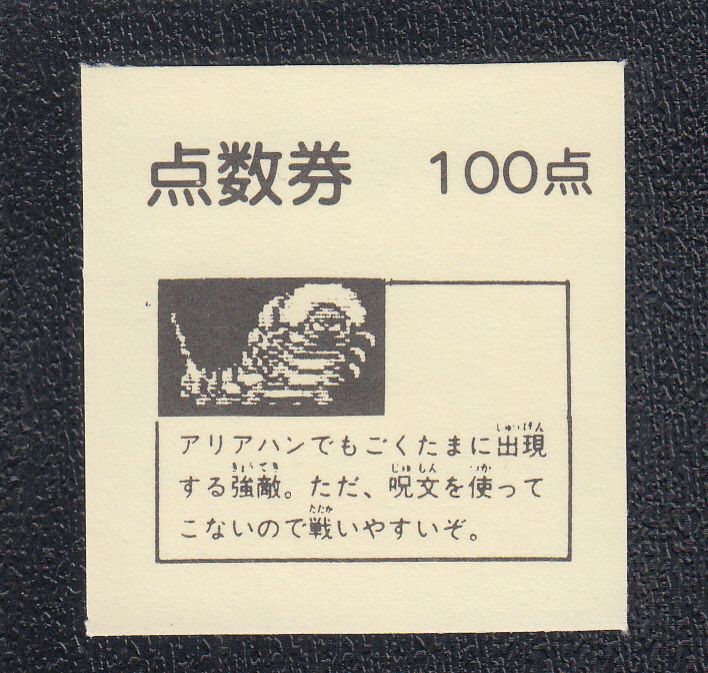 点数券 100点
アリアハンでもごくたまに出現
する強敵。ただ、呪文を使って
こないので戦いやすいぞ。